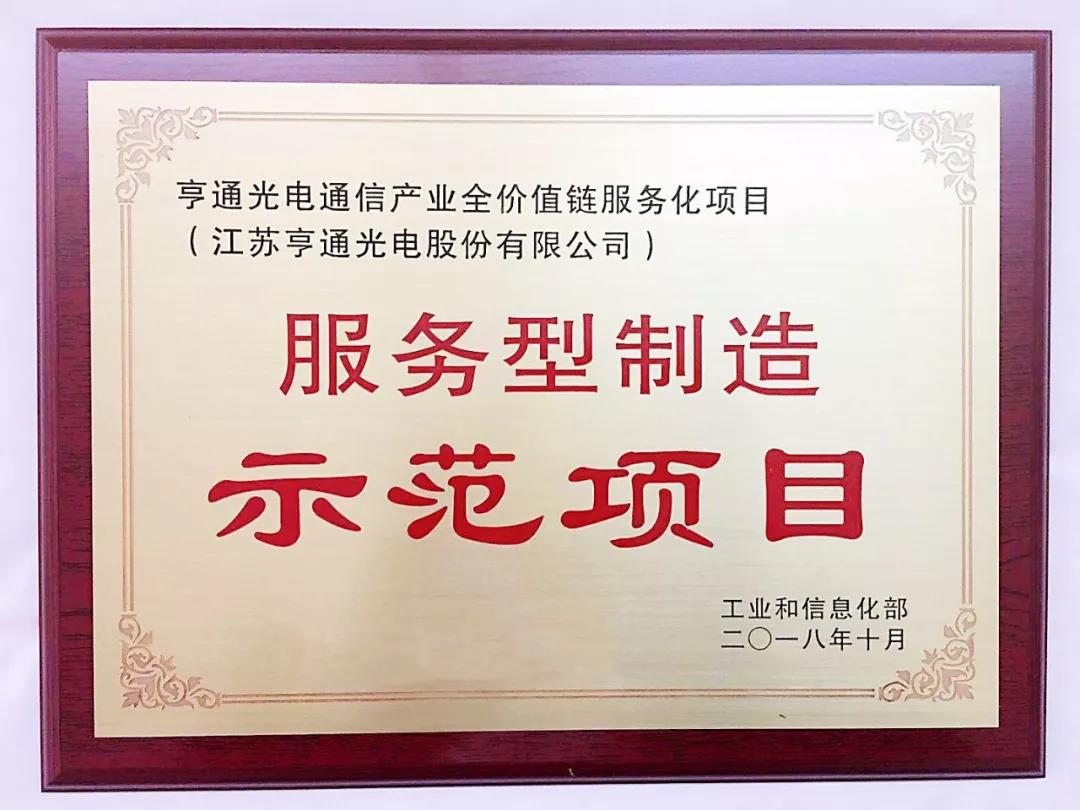 亨通光电通信产业全价值链服务化项目
（江苏亨通光电股份有限公司）
服务型制造
示范项目
工业和信息化部
二〇一八年十月